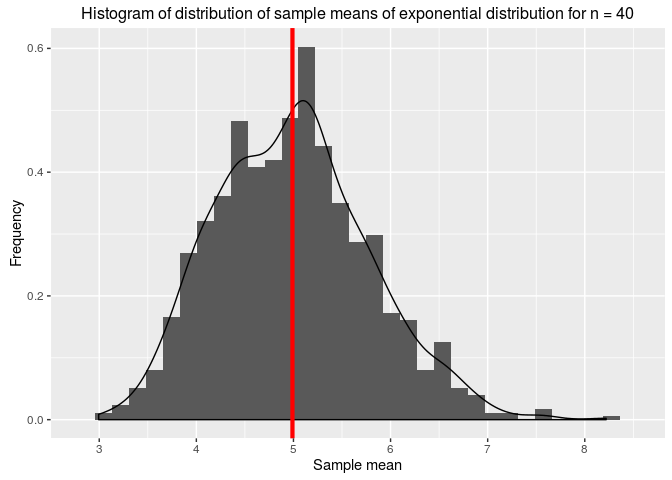 Histogram of distribution of sample means of exponential distribution for n = 40
Frequency
0.6
0.4
0.2
0.0
3 4 5 6 7 8
Sample mean